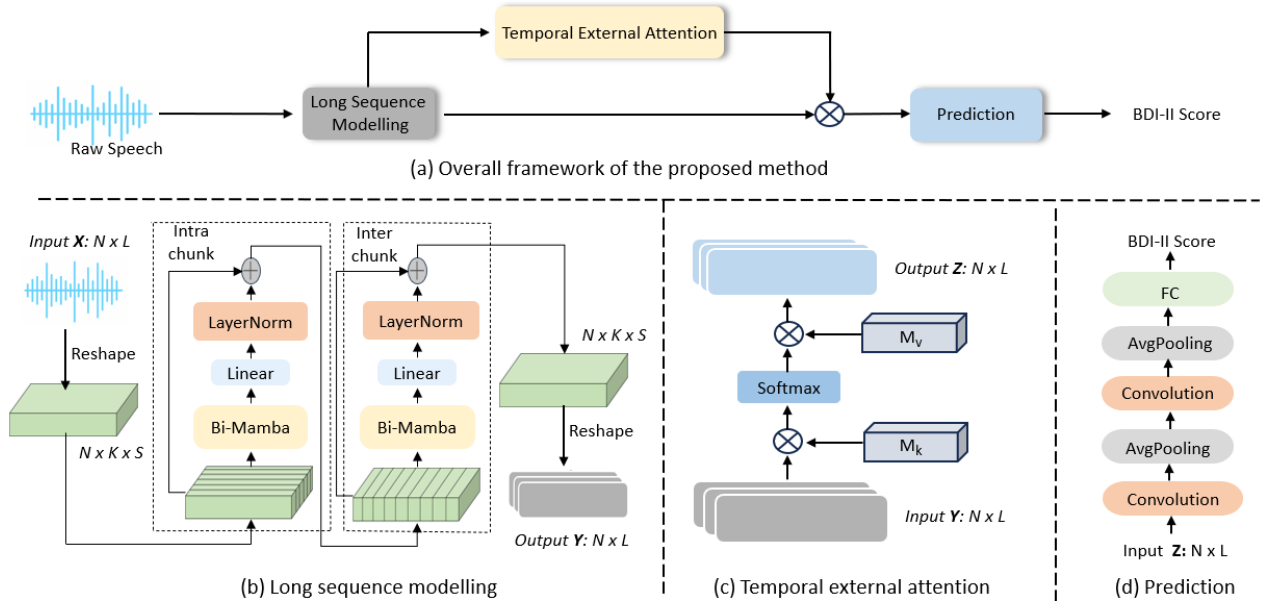 Temporal External Attention
Long Sequence
Modelling
Prediction
BDI-II Score
Raw Speech
(a) Overall framework of the proposed method
Input X: N x L
Reshape
N x K x S
Intra
chunk
LayerNorm
Linear
Bi-Mamba
Inter
chunk
LayerNorm
Linear
Bi-Mamba
N x K x S
Reshape
Output Y: N x L
(b) Long sequence modelling
Output Z: N x L
Mv
Softmax
Mk
Input Y: N x L
(c) Temporal external attention
BDI-II Score
FC
AvgPooling
Convolution
AvgPooling
Convolution
Input Z: N x L
(d) Prediction